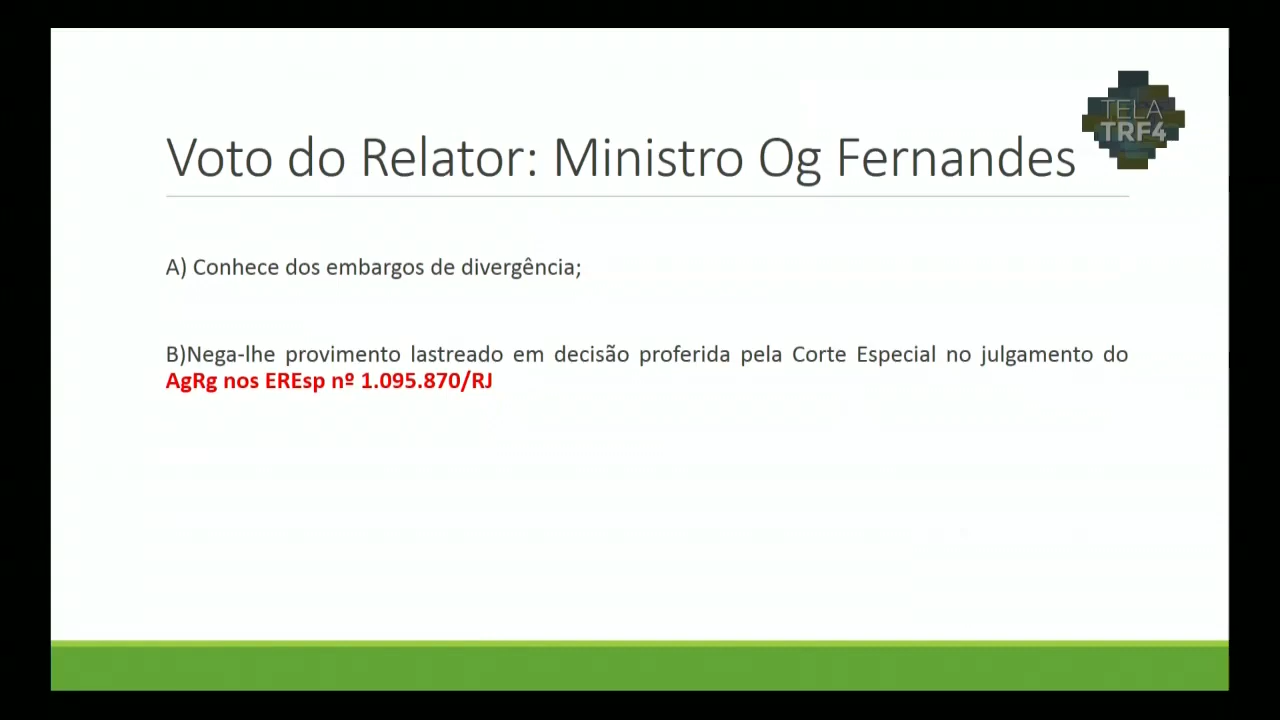 TELA
TRF4
Voto do Relator: Ministro Og Fernandes
A) Conhece dos embargos de divergência;
B)Nega-lhe provimento lastreado em decisão proferida pela Corte Especial no julgamento do
AgRg nos EREsp nº 1.095.870/RJ